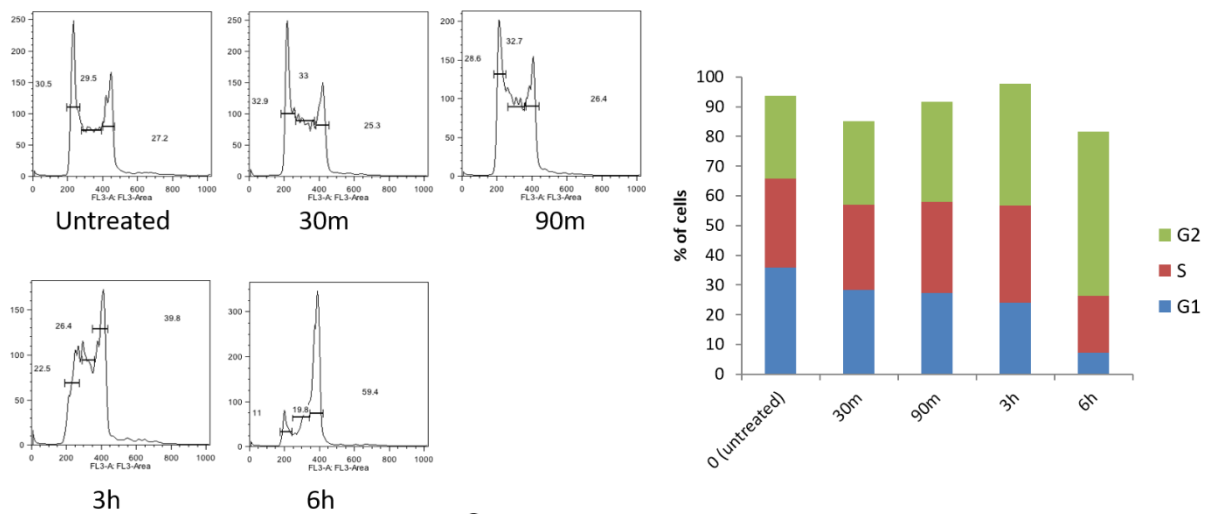 250
200
150
100
50
0
30.5
29.5
27.2
0 200 400 600 800 1000
FL3-A: FL3-Area
Untreated
250
200
150
100
50
0
32.9
33
25.3
0 200 400 600 800 1000
FL3-A: FL3-Area
30m
200
150
100
50
0
28.6
32.7
26.4
0 200 400 600 800 1000
FL3-A: FL3-Area
90m
150
100
50
0
22.5
26.4
39.8
0 200 400 600 800 1000
FL3-A: FL3-Area
3h
300
200
100
0
11
19.8
59.4
0 200 400 600 800 1000
FL3-A: FL3-Area
6h
% of cells
100
90
80
70
60
50
40
30
20
10
0
0 (untreated)
30m
90m
3h
6h
G2
S
G1